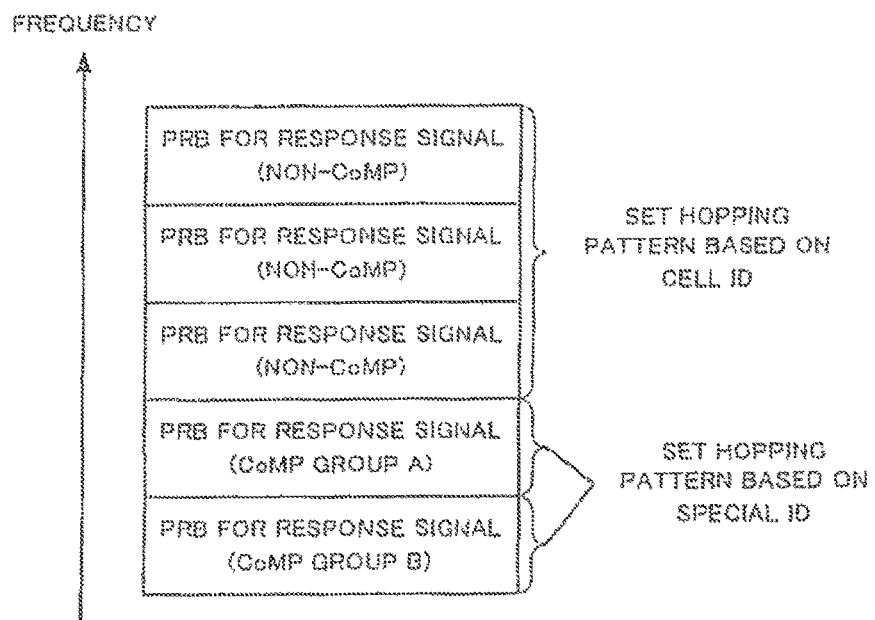 FREQUENCY
PRB FOR RESPONSE SIGNAL
(NON-CoMP)
PRB FOR RESPONSE SIGNAL
(NON-CoMP)
PRB FOR RESPONSE SIGNAL
(NON-CoMP)
SET HOPPING
PATTERN BASED ON
CELL ID
PRB FOR RESPONSE SIGNAL
(CoMP GROUP A)
PRB FOR RESPONSE SIGNAL
(CoMP GROUP B)
SET HOPPING
PATTERN BASED ON
SPECIAL ID